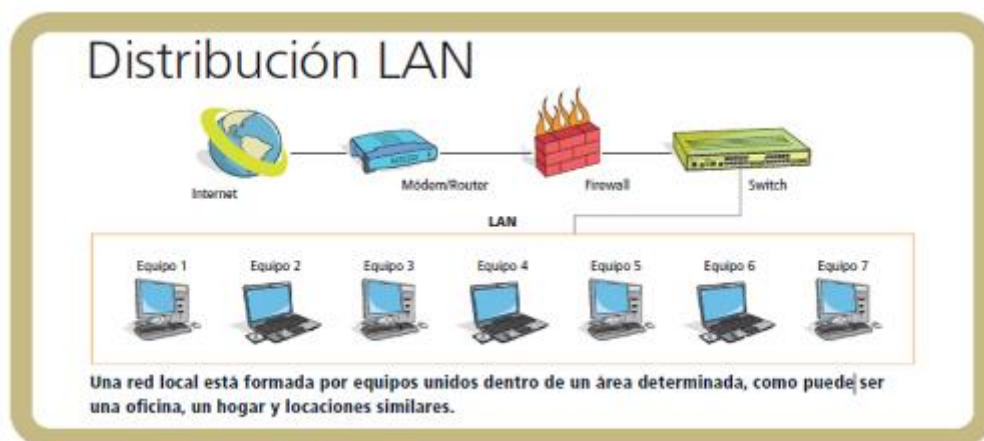 Distribución LAN
Internet
Módem/Router
Firewall
Switch
LAN
Equipo 1
Equipo 2
Equipo 3
Equipo 4
Equipo 5
Equipo 6
Equipo 7
Una red local está formada por equipos unidos dentro de un área determinada, como puede ser
una oficina, un hogar y locaciones similares.